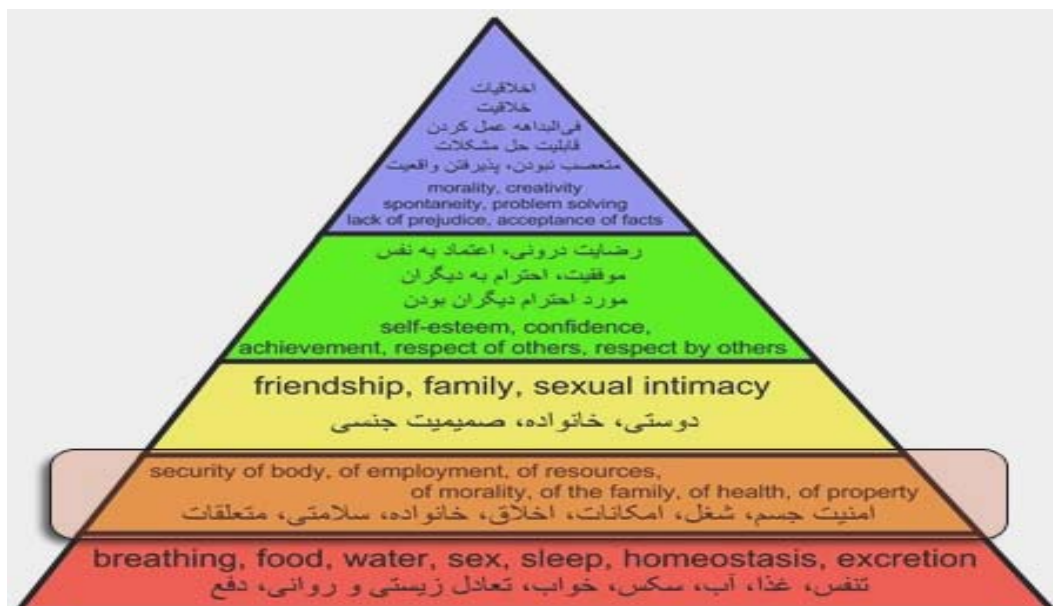 اخلاقیات
خلاقیت
فی‌البداهه عمل کردن
قابلیت حل مشکلات
متعصب نبودن، پذیرفتن واقعیت
morality, creativity
spontaneity, problem solving
lack of prejudice, acceptance of facts
رضایت درونی، اعتماد به نفس
موفقیت، احترام به دیگران
مورد احترام دیگران بودن
self-esteem, confidence,
achievement, respect of others, respect by others
friendship, family, sexual intimacy
دوستی، خانواده، صمیمیت جنسی
security of body, of employment, of resources,
of morality, of the family, of health, of property
امنیت جسم، شغل، امکانات، اخلاق، خانواده، سلامتی، متعلقات
breathing, food, water, sex, sleep, homeostasis, excretion
تنفس، غذا، آب، سکس، خواب، تعادل زیستی و روانی، دفع